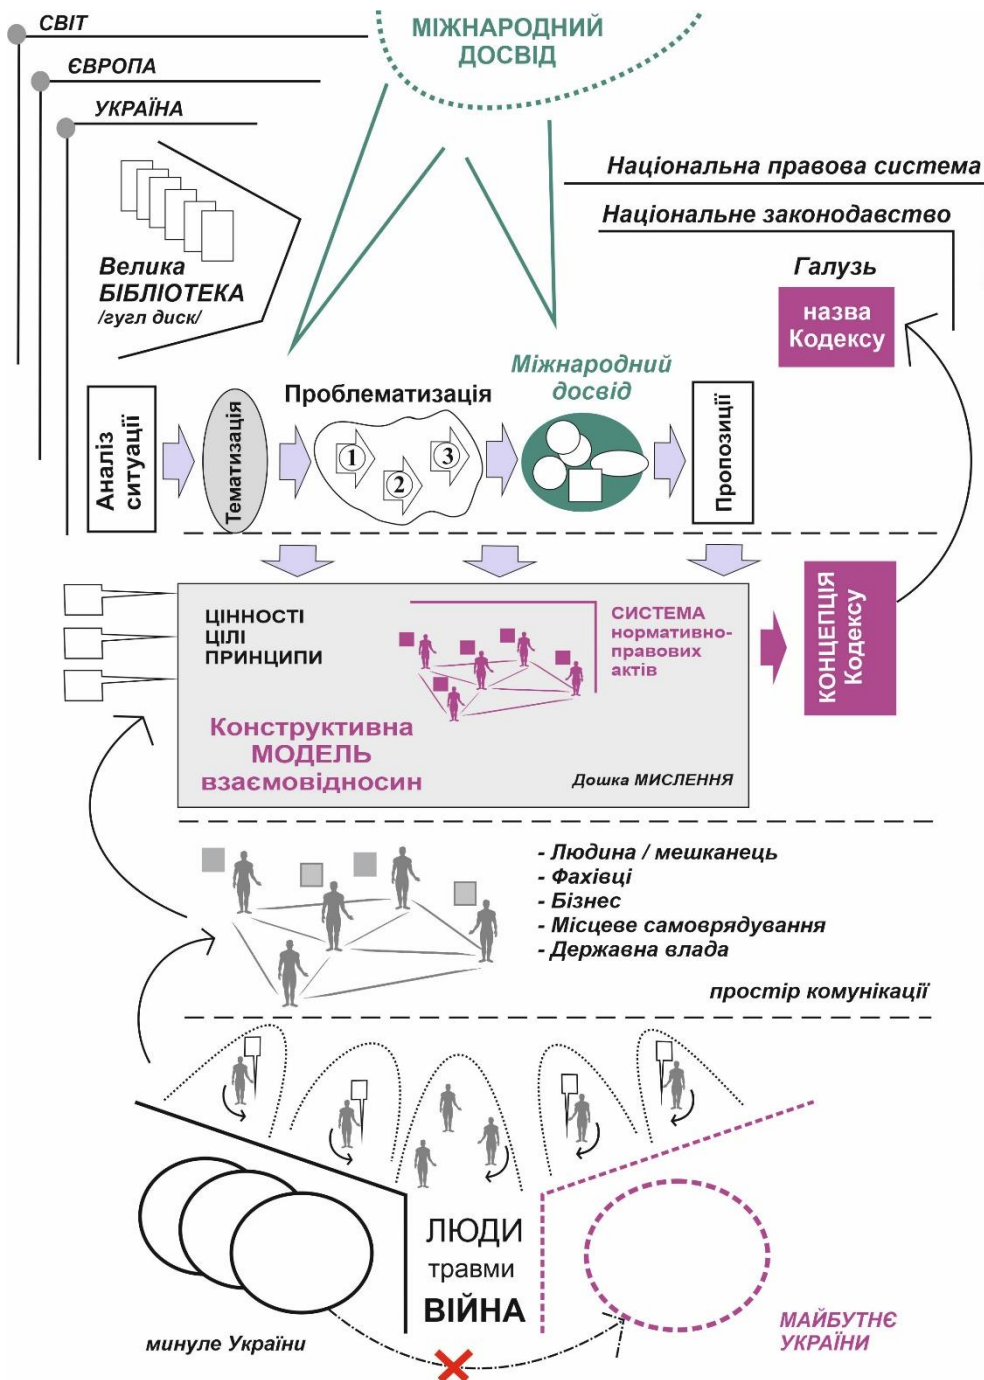 СВІТ
ЄВРОПА
УКРАЇНА
МІЖНАРОДНИЙ
ДОСВІД
Національна правова система
Національне законодавство
Галузь
назва
Кодексу
Велика
БІБЛІОТЕКА
/гугл диск/
Аналіз
ситуації
Тематизація
Проблематизація
1
2
3
Міжнародний
досвід
Пропозиції
ЦІННОСТІ
ЦІЛІ
ПРИНЦИПИ
СИСТЕМА
нормативно-
правових
актів
Конструктивна
МОДЕЛЬ
взаємовідносин
Дошка МИСЛЕННЯ
КОНЦЕПЦІЯ
Кодексу
- Людина / мешканець
- Фахівці
- Бізнес
- Місцеве самоврядування
- Державна влада
простір комунікації
ЛЮДИ
травми
ВІЙНА
минуле України
МАЙБУТНЄ
УКРАЇНИ